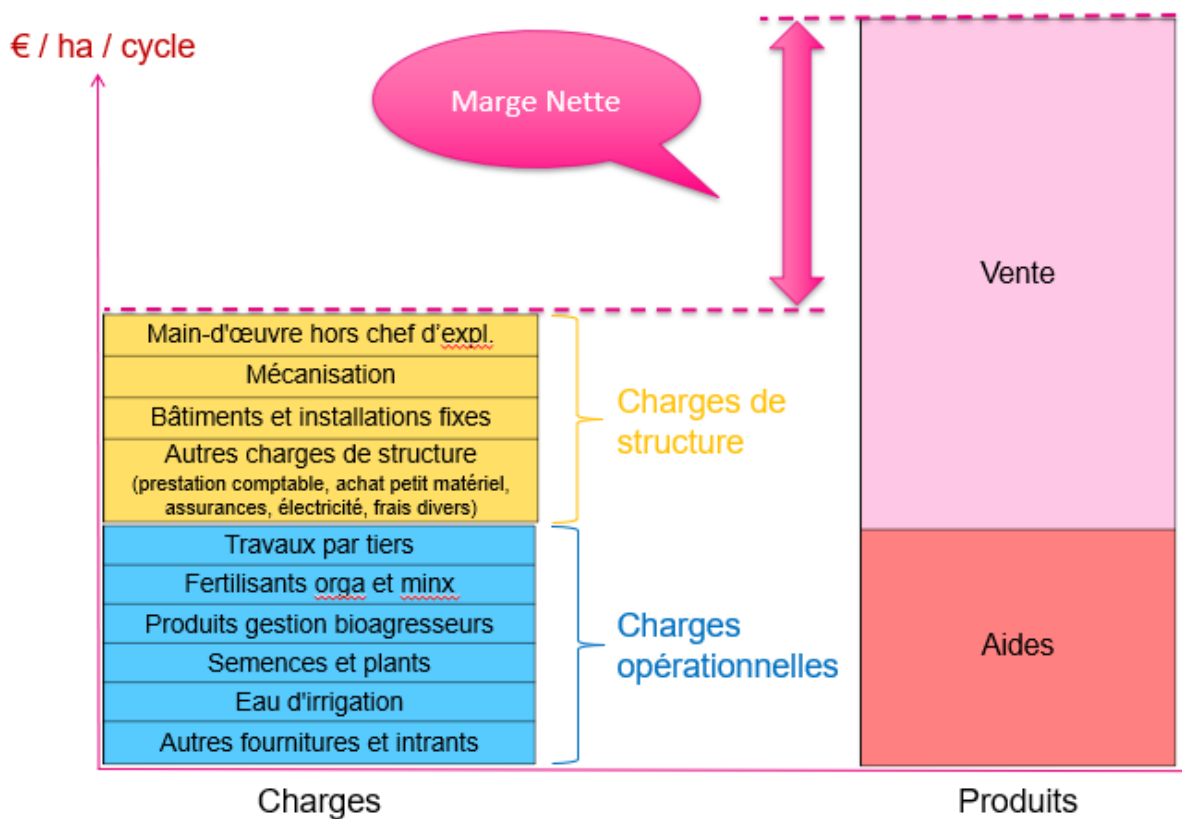 € / ha / cycle
Marge Nette
Main-d'œuvre hors chef d'expl.
Mécanisation
Bâtiments et installations fixes
Autres charges de structure
(prestation comptable, achat petit matériel,
assurances, électricité, frais divers)
Charges de
structure
Travaux par tiers
Fertilisants orga et minx
Produits gestion bioagresseurs
Semences et plants
Eau d'irrigation
Autres fournitures et intrants
Charges
opérationnelles
Vente
Aides
Charges
Produits